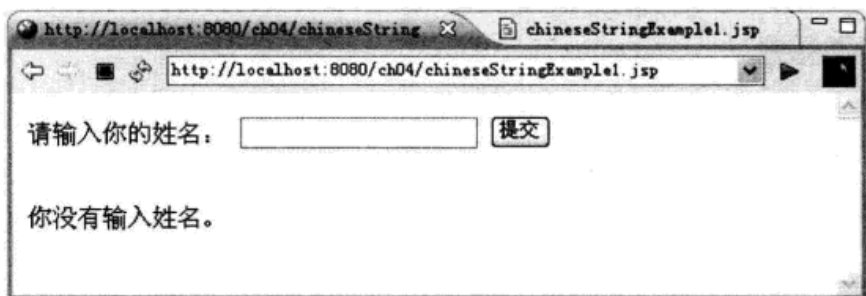 http://localhost:8080/ch04/chineseString
chineseStringExample1.jsp
http://localhost:8080/ch04/chineseStringExample1.jsp
请输入你的姓名： 提交
你没有输入姓名。